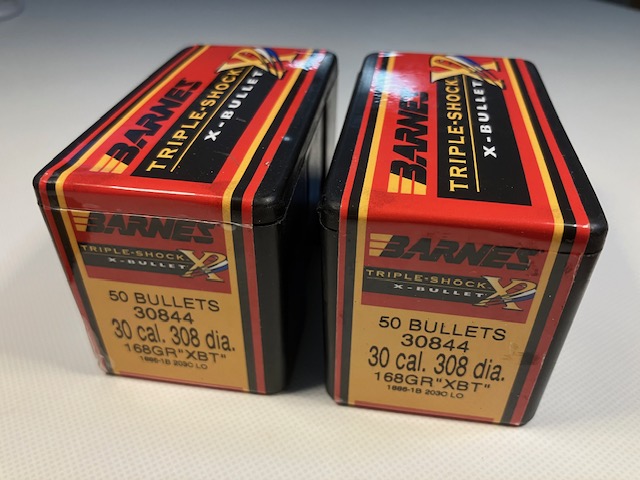 BARNES
TRIPLE-SHOCK
X-BULLET
X
BARNES
TRIPLE-SHOCK
X-BULLET
X
50 BULLETS
30844
30 cal. 308 dia.
168GR"XBT"
BARNES
TRIPLE-SHOCK
X-BULLET
X
BARNES
TRIPLE-SHOCK
X-BULLET
X
50 BULLETS
30844
30 cal. 308 dia.
168GR"XBT"